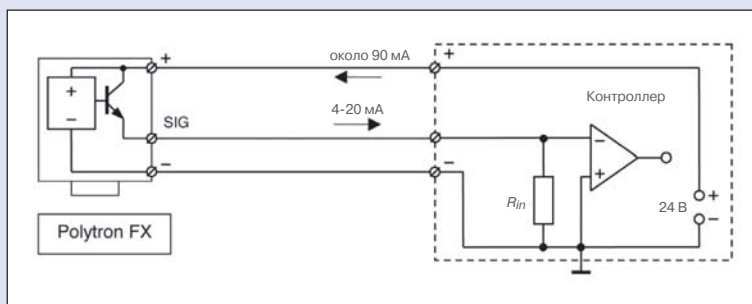 +
около 90 мА
+
Контроллер
+
−
SIG
4-20 мА
−
+
−
−
Rin
24 В
+
−
Polytron FX